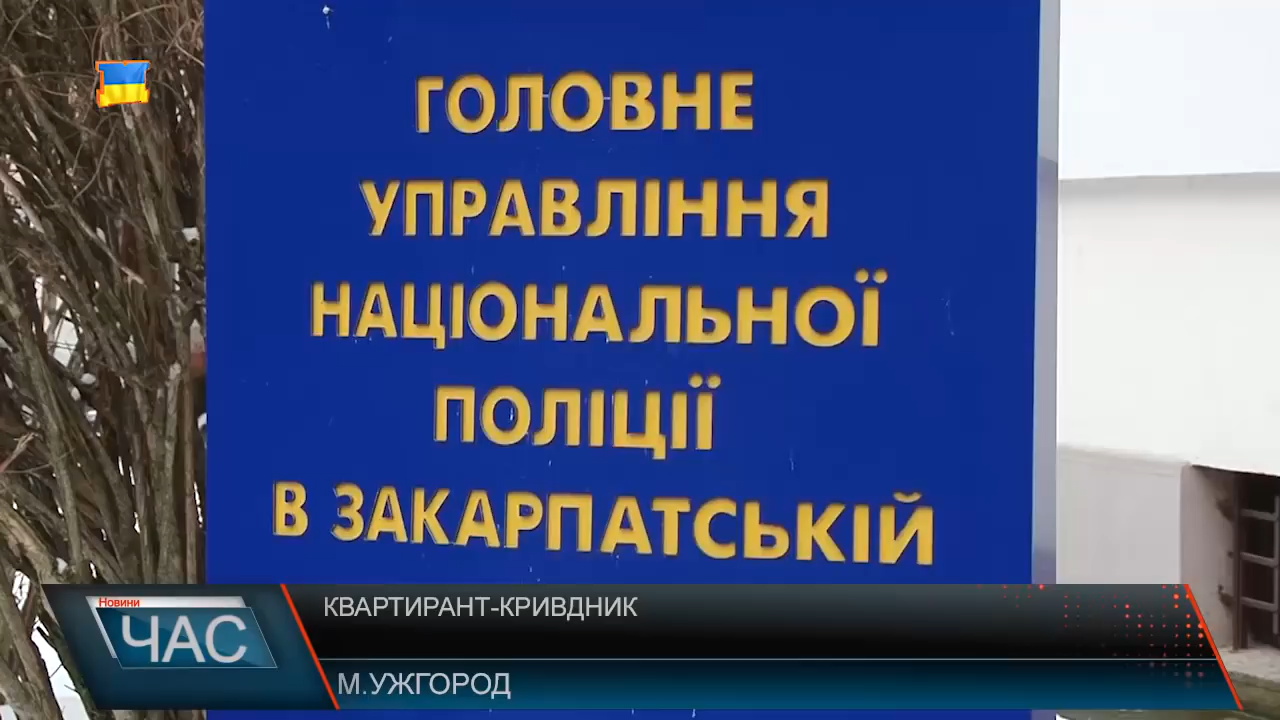 ГОЛОВНЕ
УПРАВЛІННЯ
НАЦІОНАЛЬНОЇ
ПОЛІЦІЇ
В ЗАКАРПАТСЬКІЙ
Новини
ЧАС
КВАРТИРАНТ-КРИВДНИК
М.УЖГОРОД